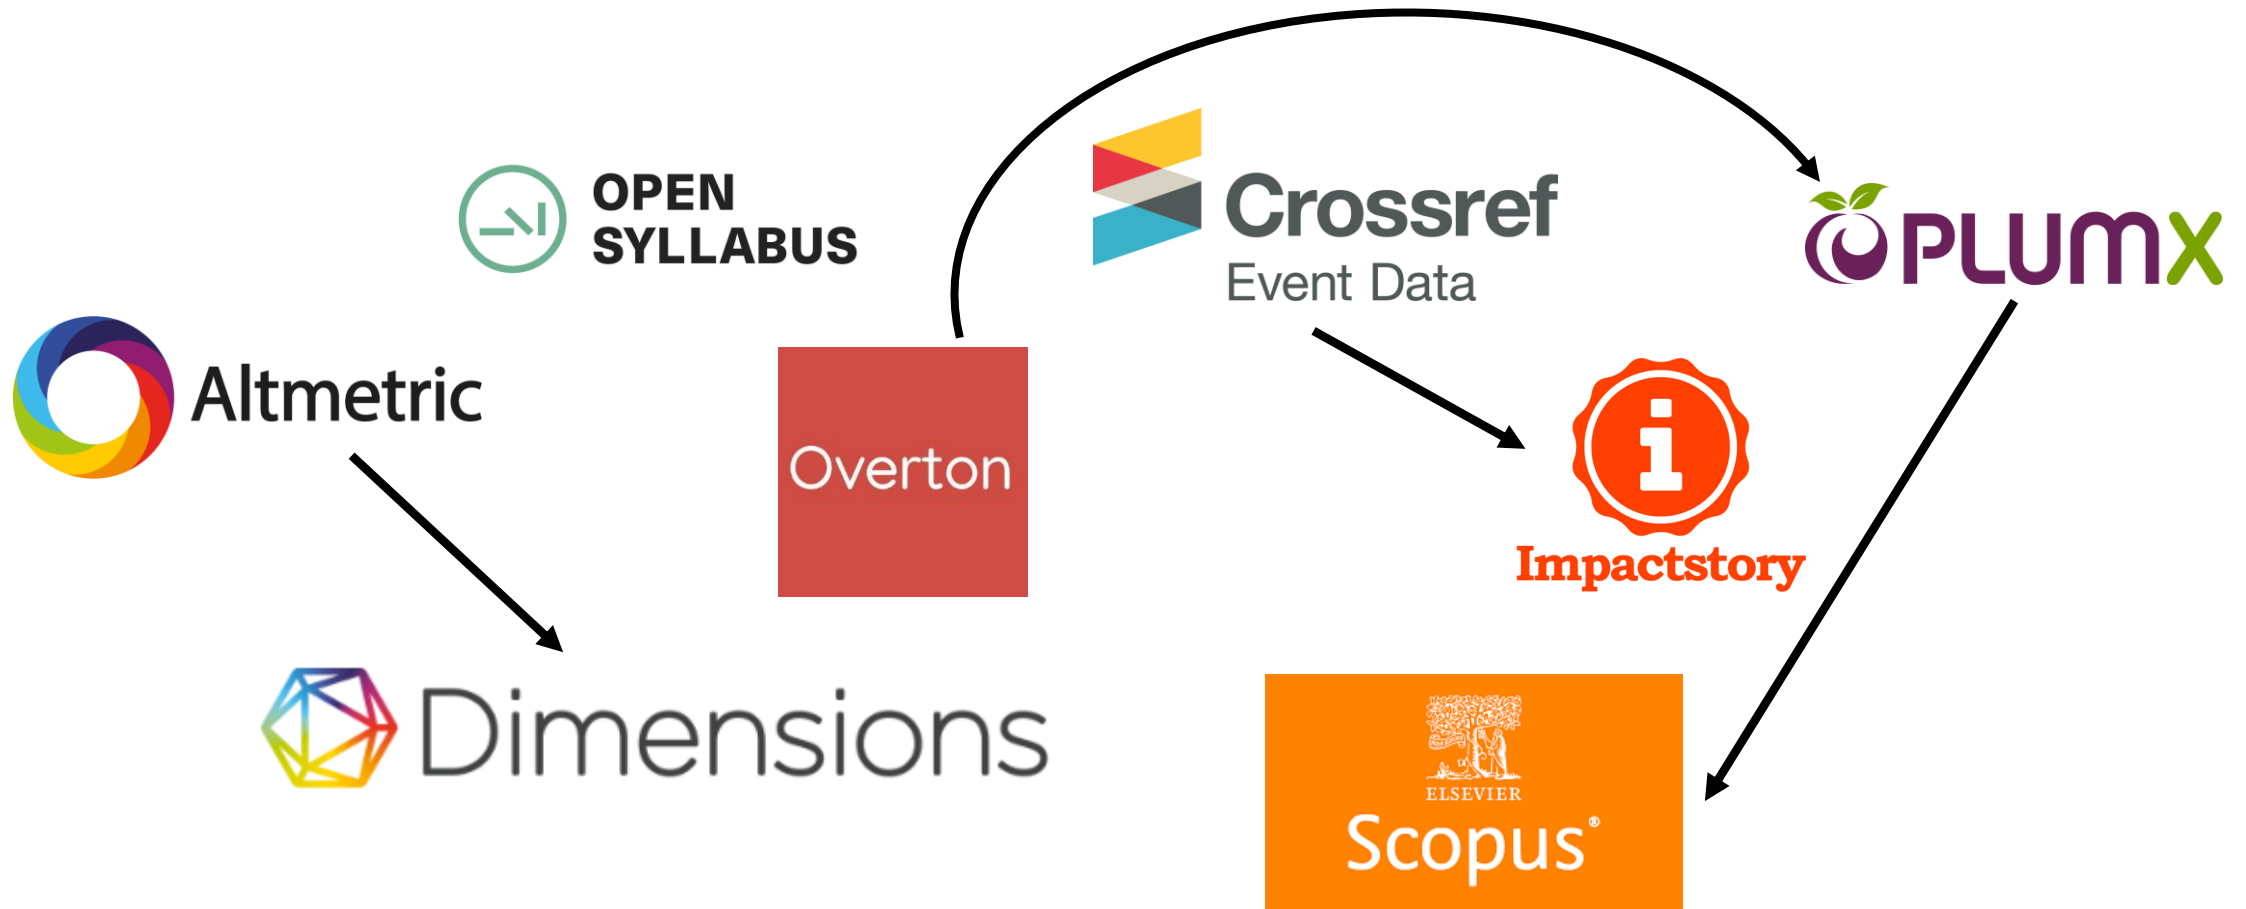 OPEN
SYLLABUS
Crossref
Event Data
PLUMX
Altmetric
Overton
Impactstory
Dimensions
ELSEVIER
Scopus®